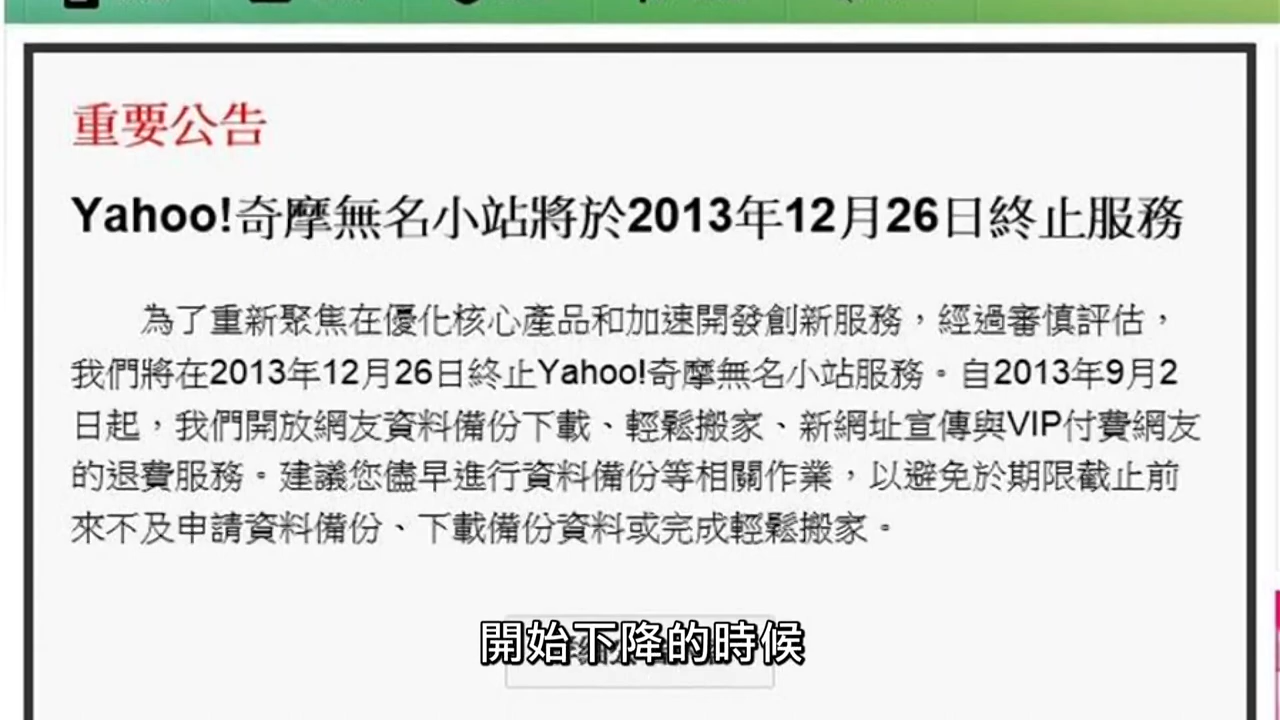 重要公告
Yahoo!奇摩無名小站將於2013年12月26日終止服務
為了重新聚焦在優化核心產品和加速開發創新服務，經過審慎評估，
我們將在2013年12月26日終止Yahoo!奇摩無名小站服務。自2013年9月2
日起，我們開放網友資料備份下載、輕鬆搬家、新網址宣傳與VIP付費網友
的退費服務。建議您儘早進行資料備份等相關作業，以避免於期限截止前
來不及申請資料備份、下載備份資料或完成輕鬆搬家。
開始下降的時候